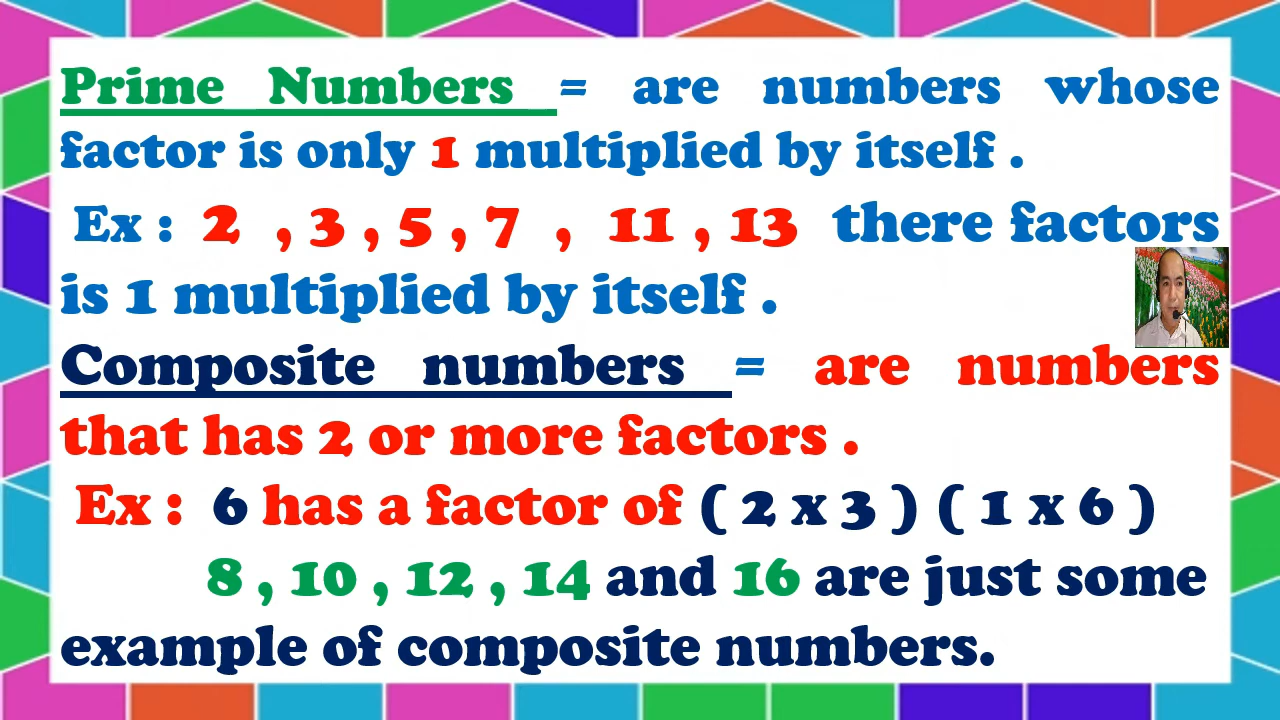 Prime Numbers = are numbers whose
factor is only 1 multiplied by itself .
Ex : 2 , 3 , 5 , 7 , 11 , 13 there factors
is 1 multiplied by itself .
Composite numbers = are numbers
that has 2 or more factors .
Ex : 6 has a factor of ( 2 x 3 ) ( 1 x 6 )
8 , 10 , 12 , 14 and 16 are just some
example of composite numbers.